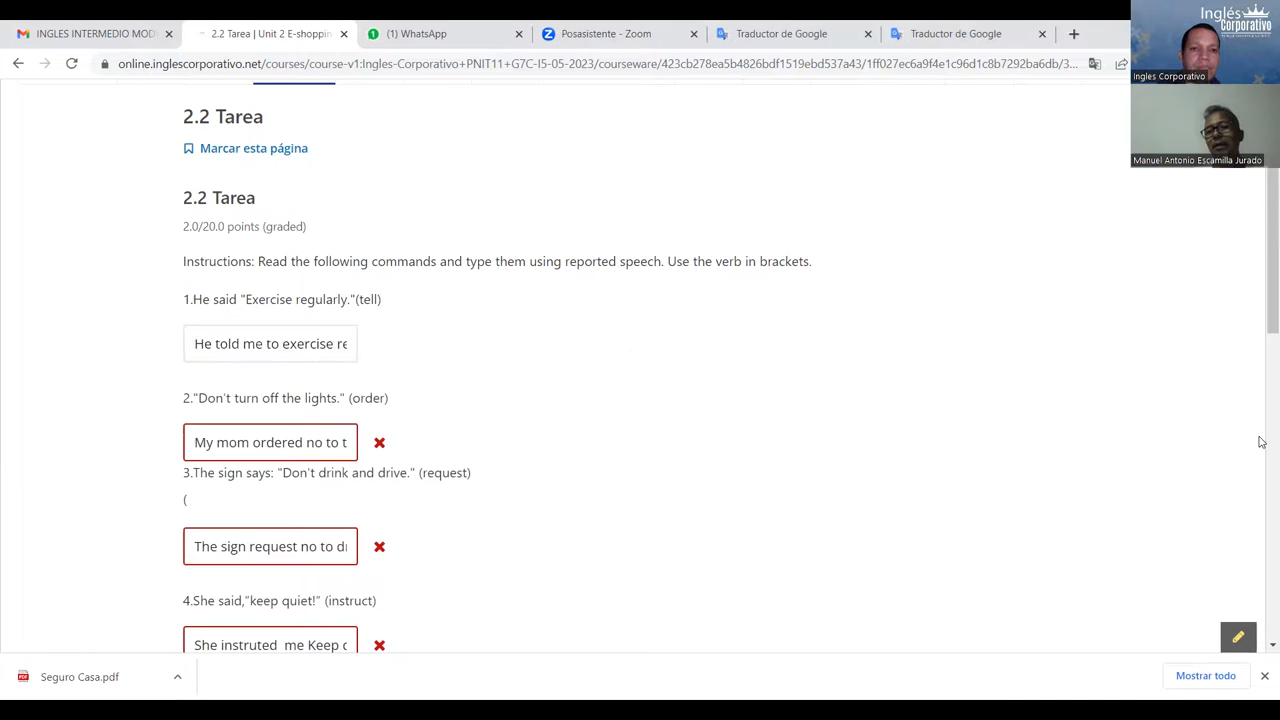 INGLES INTERMEDIO MOD
2.2 Tarea | Unit 2 E-shoppin
(1) WhatsApp
Posasistente - Zoom
Traductor de Google
Traductor de Google
Inglés
Corporativo
online.inglescorporativo.net/courses/course-v1:Ingles-Corporativo+PNIT11+G7C-I5-05-2023/courseware/423cb278ea5b4826bdf1519ebd537a43/1ff027ec6a9f4e1c96d1c8b7292ba6db/3...
Ingles Corporativo
Manuel Antonio Escamilla Jurado
2.2 Tarea
Marcar esta página
2.2 Tarea
2.0/20.0 points (graded)
Instructions: Read the following commands and type them using reported speech. Use the verb in brackets.
1.He said "Exercise regularly."(tell)
He told me to exercise re
2."Don't turn off the lights." (order)
My mom ordered no to t
3.The sign says: "Don't drink and drive." (request)
(
The sign request no to dr
4.She said,"keep quiet!" (instruct)
She instruted  me Keep q
Seguro Casa.pdf
Mostrar todo